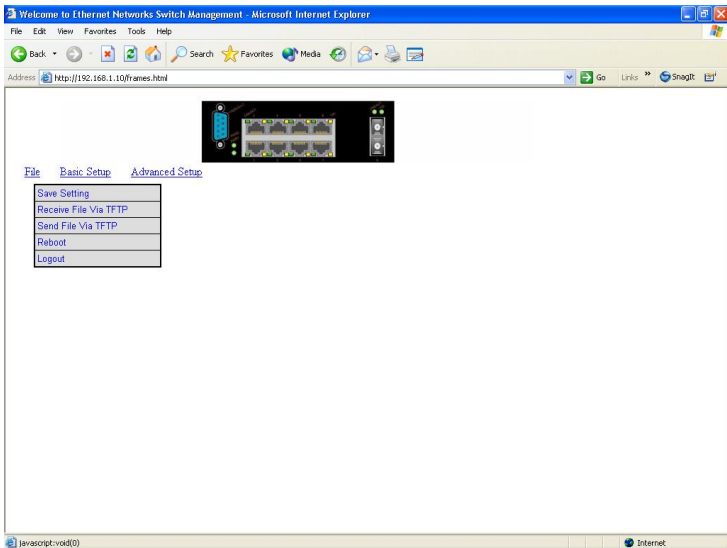 Welcome to Ethernet Networks Switch Management - Microsoft Internet Explorer
File Edit View Favorites Tools Help
Back Search Favorites Media
Address http://192.168.1.10/frames.html Go Links » SnagIt
File Basic Setup Advanced Setup
Save Setting
Receive File Via TFTP
Send File Via TFTP
Reboot
Logout
javascript:void(0) Internet